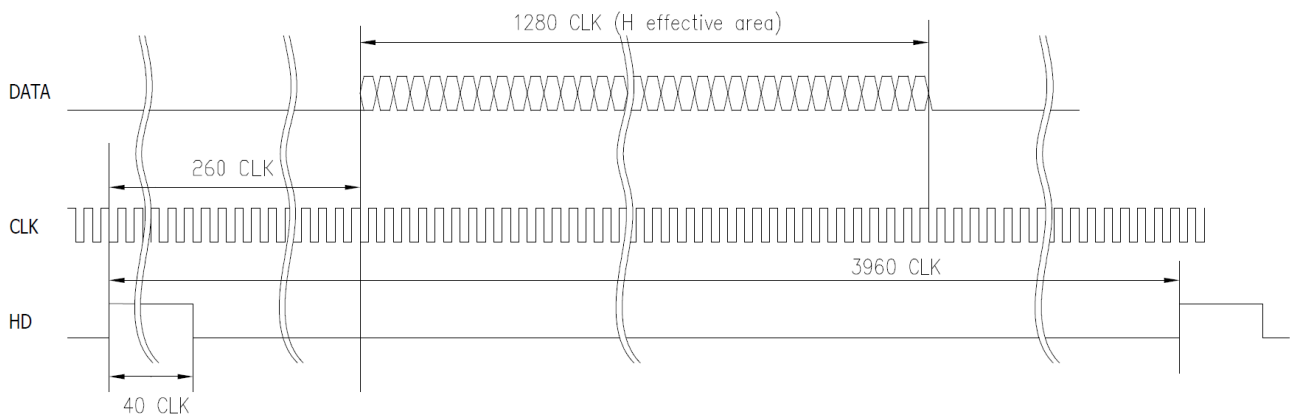 1280 CLK (H effective area)
DATA
260 CLK
CLK
3960 CLK
HD
40 CLK